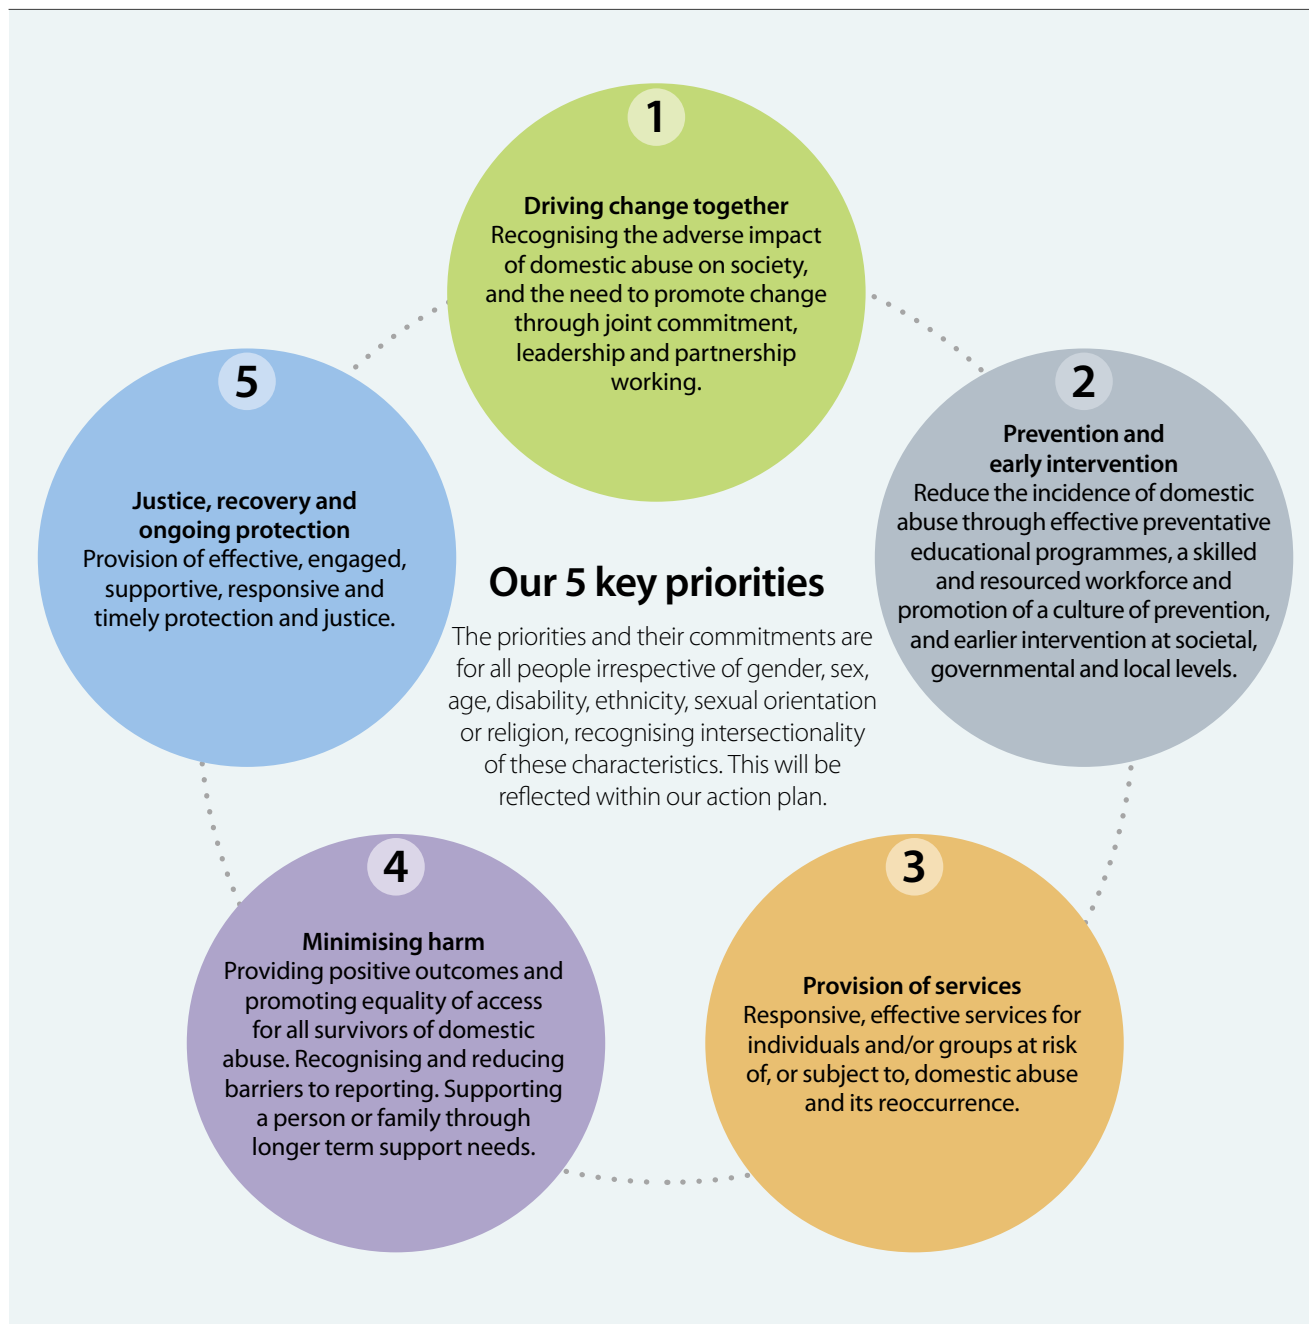 1
Driving change together
Recognising the adverse impact
of domestic abuse on society,
and the need to promote change
through joint commitment,
leadership and partnership
working.
2
Prevention and
early intervention
Reduce the incidence of domestic
abuse through effective preventative
educational programmes, a skilled
and resourced workforce and
promotion of a culture of prevention,
and earlier intervention at societal,
governmental and local levels.
3
Provision of services
Responsive, effective services for
individuals and/or groups at risk
of, or subject to, domestic abuse
and its reoccurrence.
4
Minimising harm
Providing positive outcomes and
promoting equality of access
for all survivors of domestic
abuse. Recognising and reducing
barriers to reporting. Supporting
a person or family through
longer term support needs.
5
Justice, recovery and
ongoing protection
Provision of effective, engaged,
supportive, responsive and
timely protection and justice.
Our 5 key priorities
The priorities and their commitments are
for all people irrespective of gender, sex,
age, disability, ethnicity, sexual orientation
or religion, recognising intersectionality
of these characteristics. This will be
reflected within our action plan.